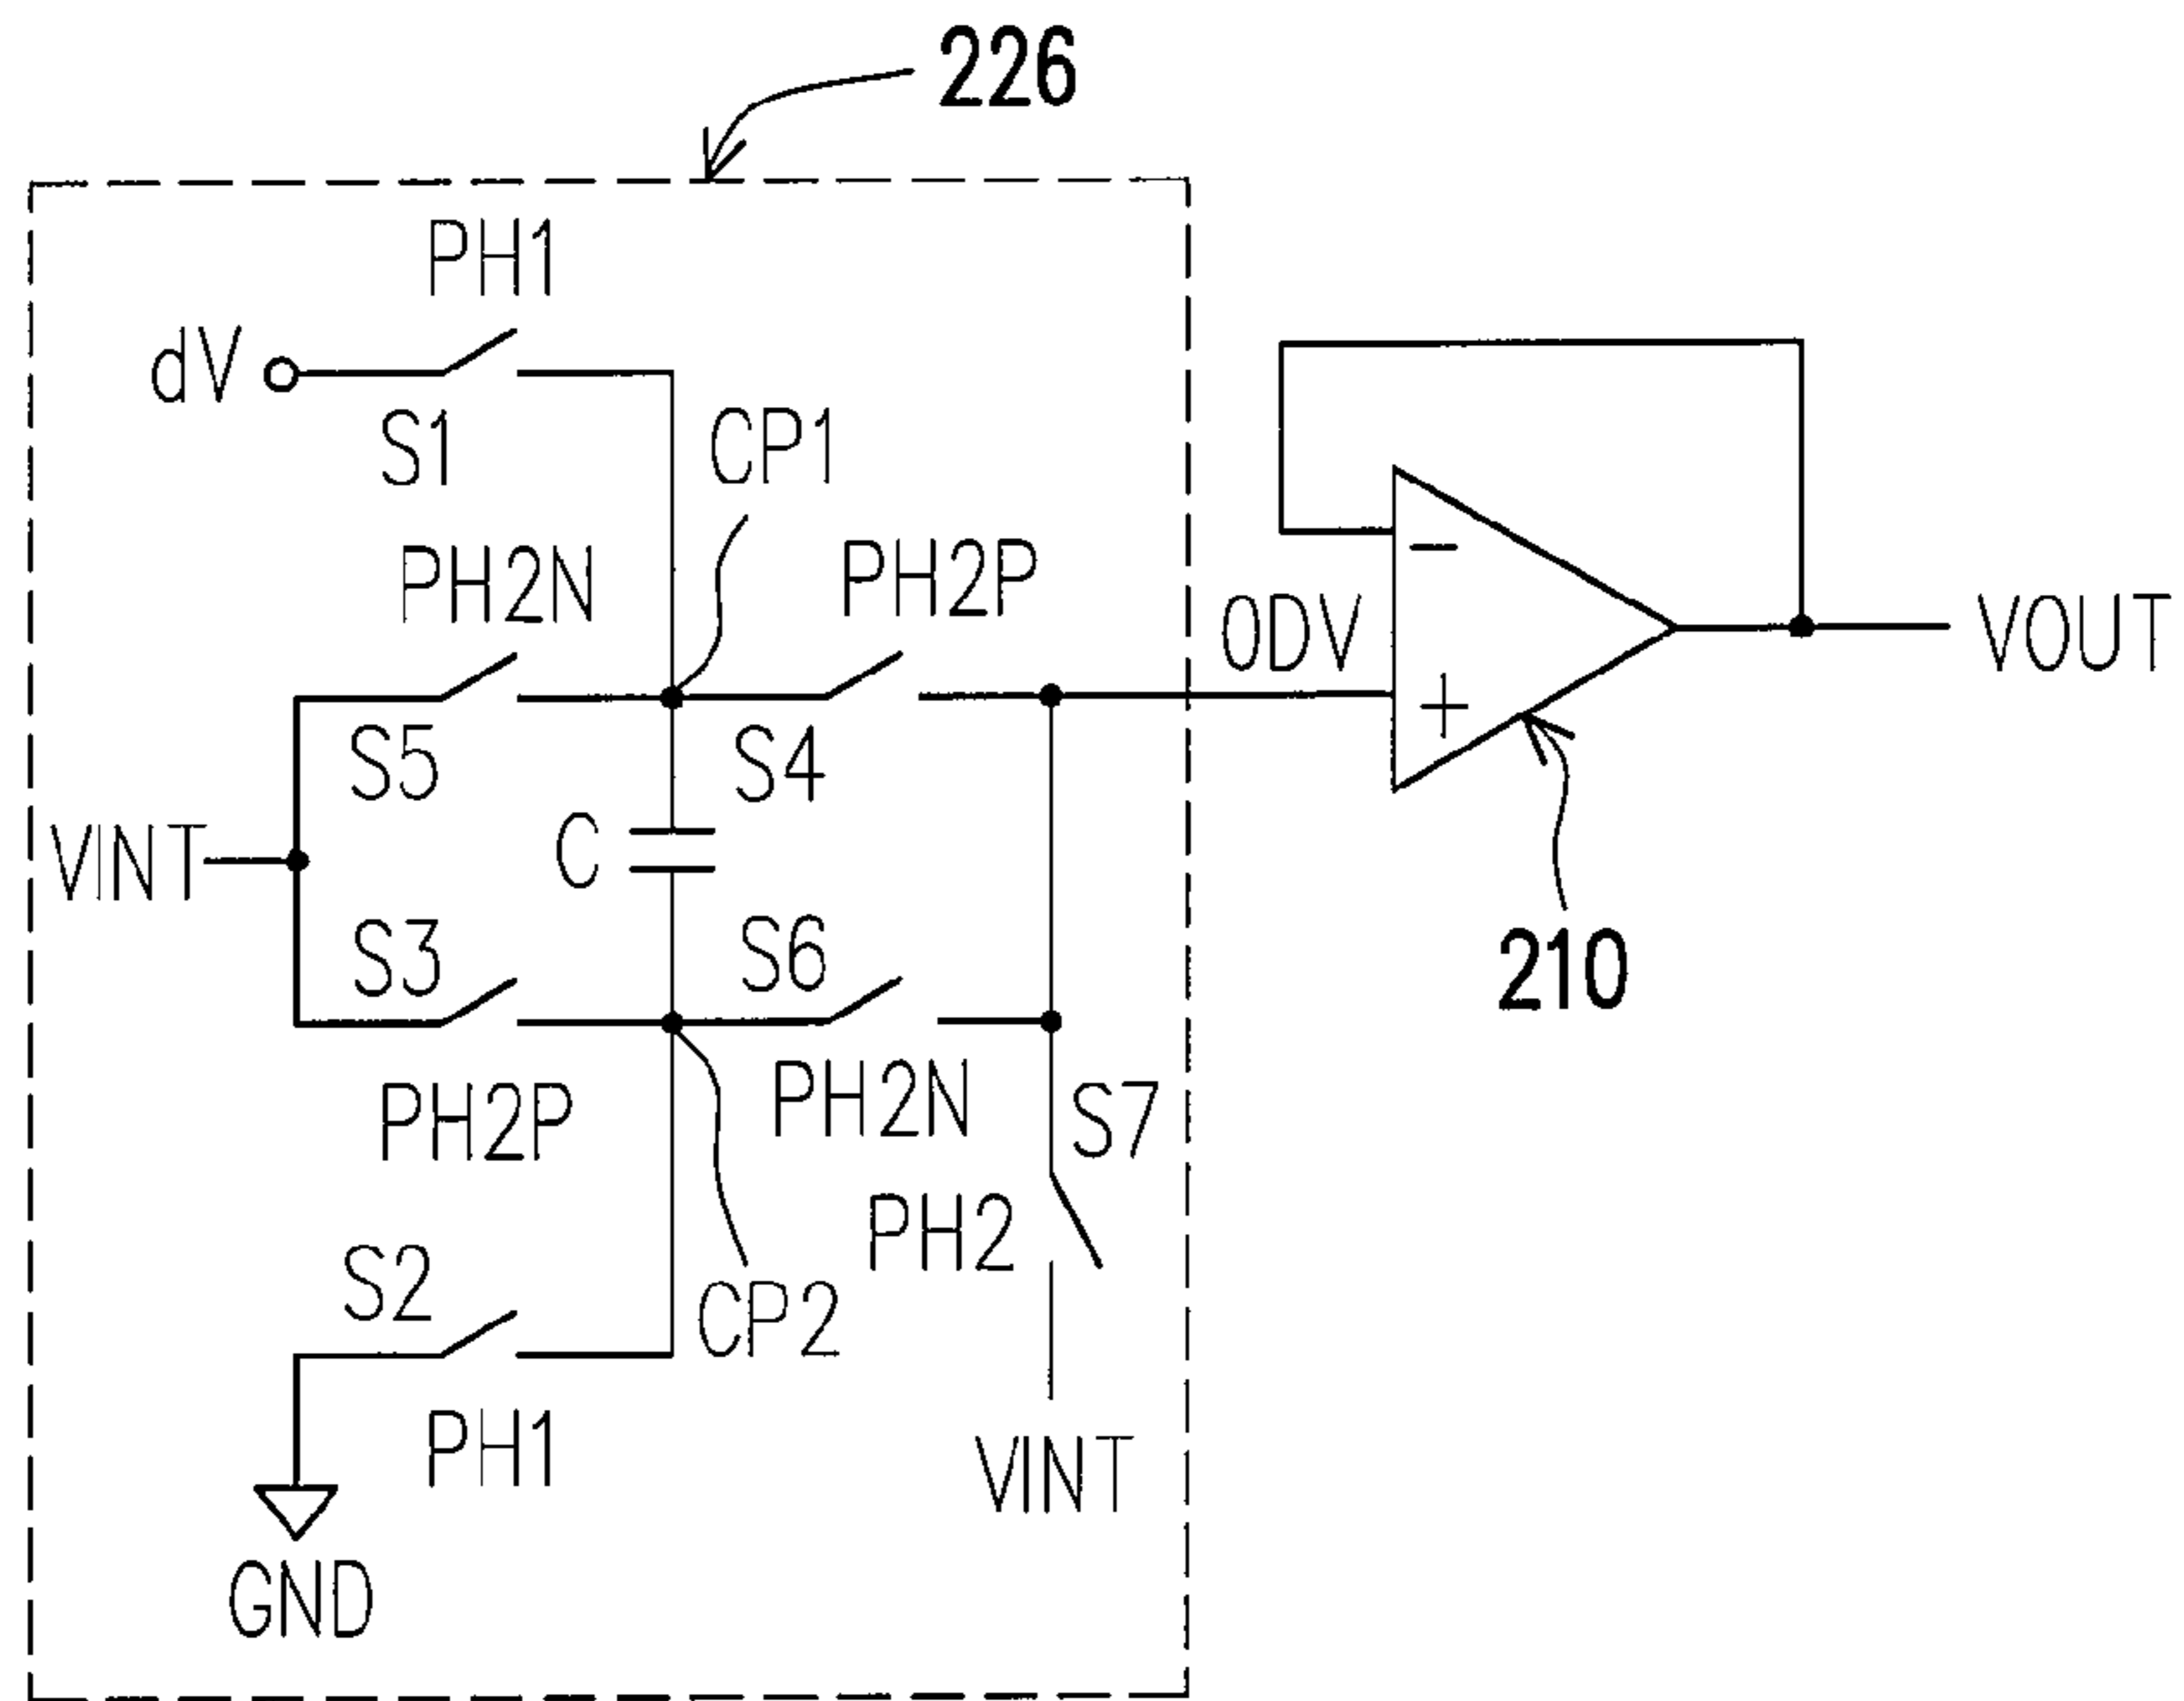 226
PH1
dV
S1
CP1
PH2N
PH2P
ODV
-
VOUT
S5
S4
+
VINT
C
S3
S6
210
PH2P
PH2N
S7
S2
PH2
CP2
PH1
VINT
GND